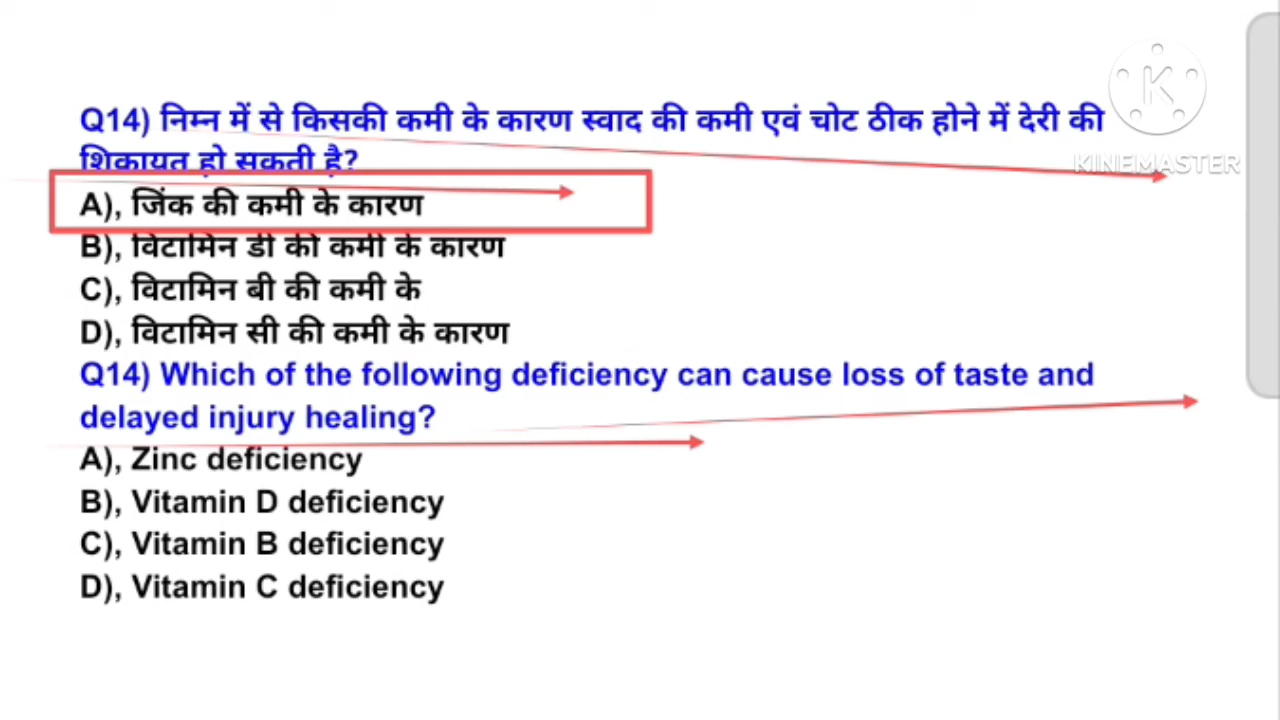 Q14) निम्न में से किसकी कमी के कारण स्वाद की कमी एवं चोट ठीक होने में देरी की
शिकायत हो सकती है?
A), जिंक की कमी के कारण
B), विटामिन डी की कमी के कारण
C), विटामिन बी की कमी के
D), विटामिन सी की कमी के कारण
Q14) Which of the following deficiency can cause loss of taste and
delayed injury healing?
A), Zinc deficiency
B), Vitamin D deficiency
C), Vitamin B deficiency
D), Vitamin C deficiency
K
KINEMASTER